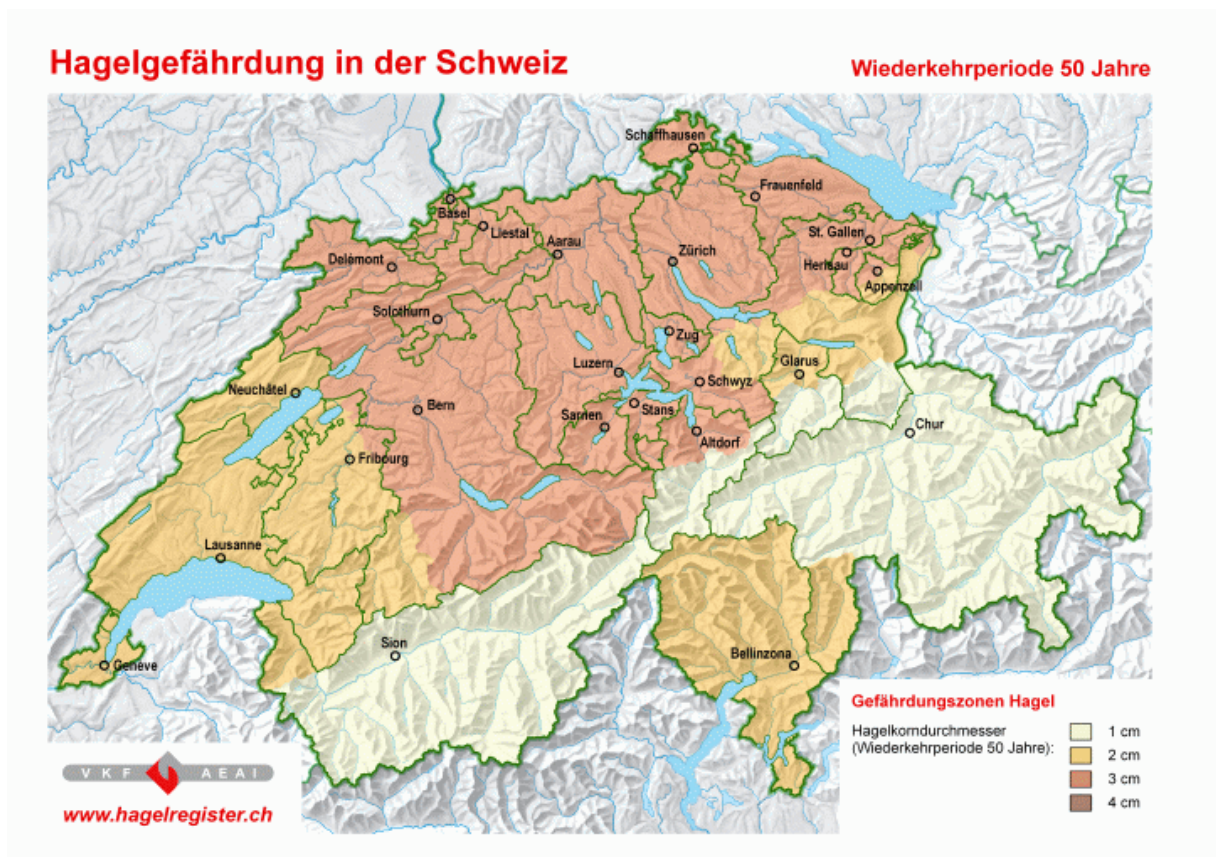 Hagelgefährdung in der Schweiz
Wiederkehrperiode 50 Jahre
Schaffhausen
Frauenfeld
Basel
Liestal
St. Gallen
Aarau
Zürich
Delémont
Herisau
Appenzell
Solothurn
Zug
Luzern
Glarus
Neuchâtel
Schwyz
Bern
Stans
Sarnen
Altdorf
Chur
Fribourg
Lausanne
Sion
Bellinzona
Genève
Gefährdungszonen Hagel
Hagelkorndurchmesser
(Wiederkehrperiode 50 Jahre):
1 cm
2 cm
3 cm
4 cm
VKF AEAI
www.hagelregister.ch